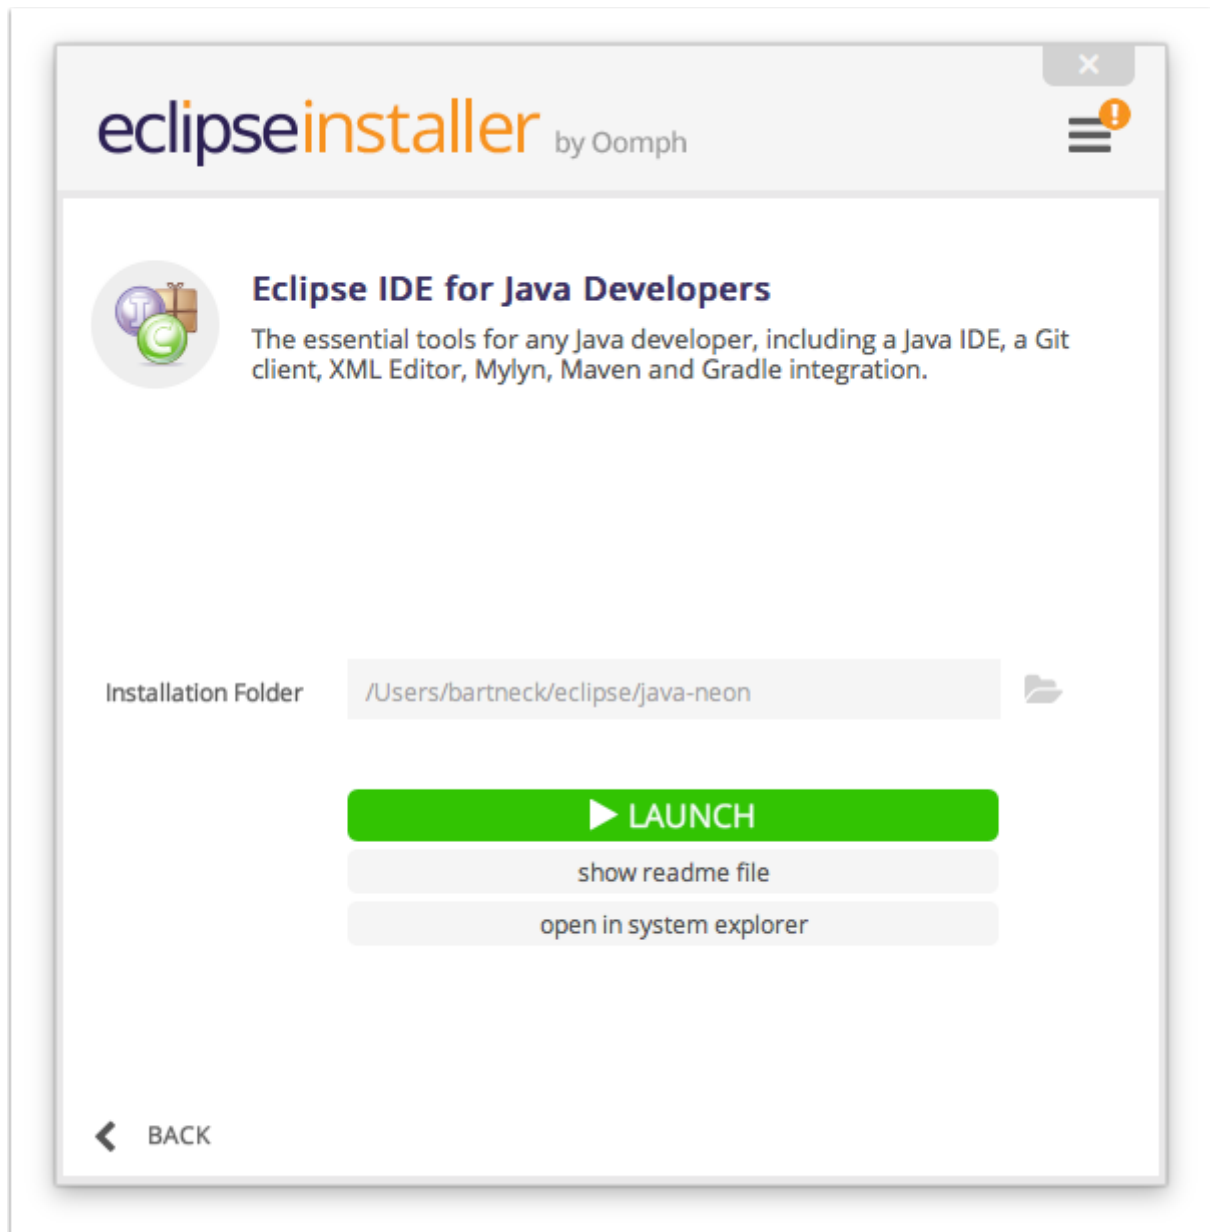 eclipseinstaller by Oomph
Eclipse IDE for Java Developers
The essential tools for any Java developer, including a Java IDE, a Git
client, XML Editor, Mylyn, Maven and Gradle integration.
Installation Folder /Users/bartneck/eclipse/java-neon
LAUNCH
show readme file
open in system explorer
BACK